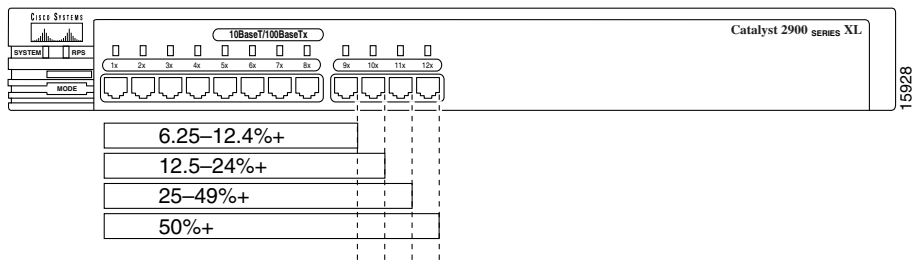 CISCO SYSTEMS
10BaseT/100BaseTx
Catalyst 2900 SERIES XL
SYSTEM RPS
1x 2x 3x 4x 5x 6x 7x 8x 9x 10x 11x 12x
MODE
15928
6.25–12.4%+
12.5–24%+
25–49%+
50%+